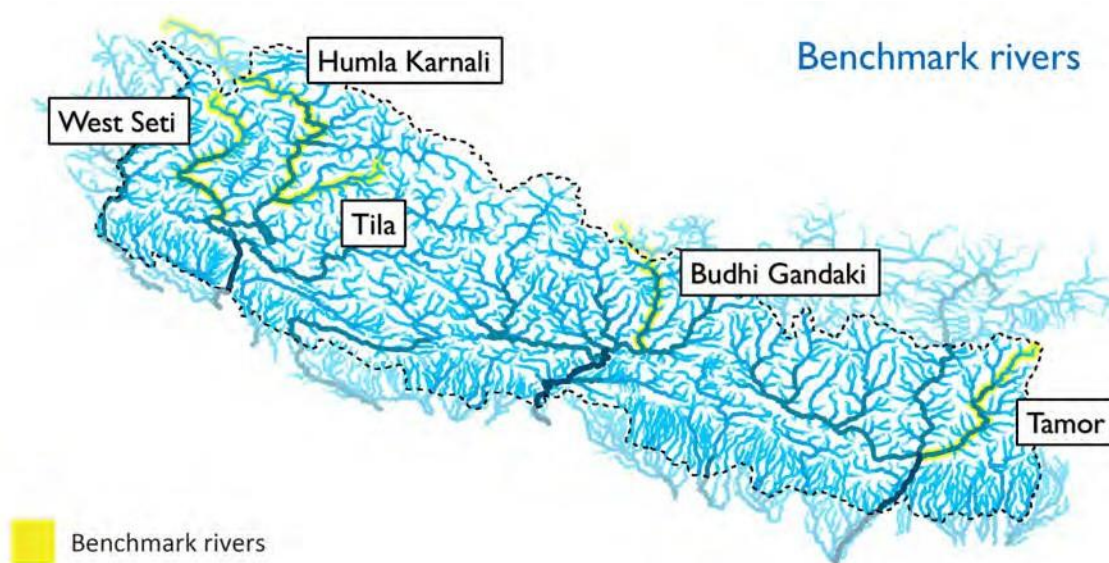 Benchmark rivers
Humla Karnali
West Seti
Tila
Budhi Gandaki
Tamor
Benchmark rivers